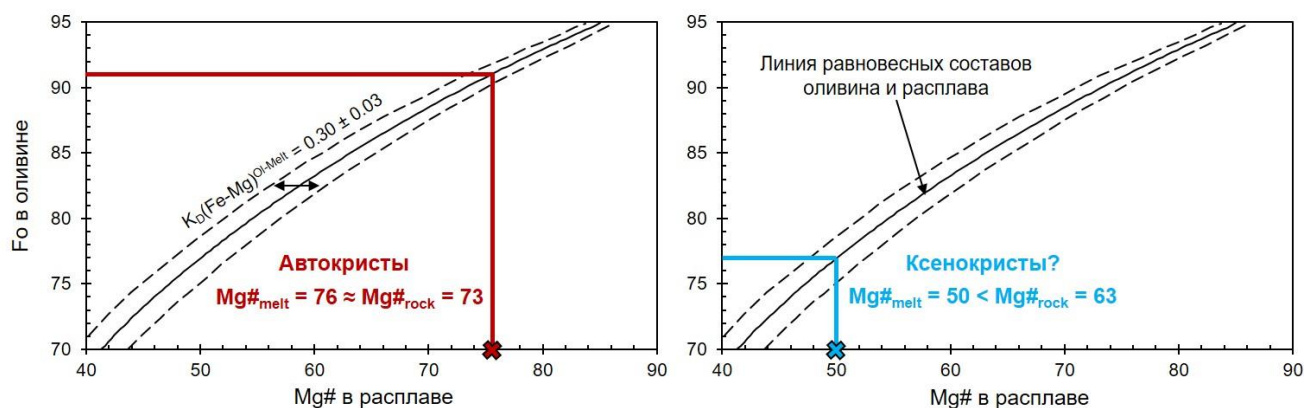 95
90
85
80
75
70
Fo в оливине
K_D(Fe-Mg)^Ol-Melt = 0.30 ± 0.03
Автокристы
Mg#melt = 76 ≈ Mg#rock = 73
40 50 60 70 80 90
Mg# в расплаве
95
90
85
80
75
70
Линия равновесных составов
оливина и расплава
Ксенокристы?
Mg#melt = 50 < Mg#rock = 63
40 50 60 70 80 90
Mg# в расплаве